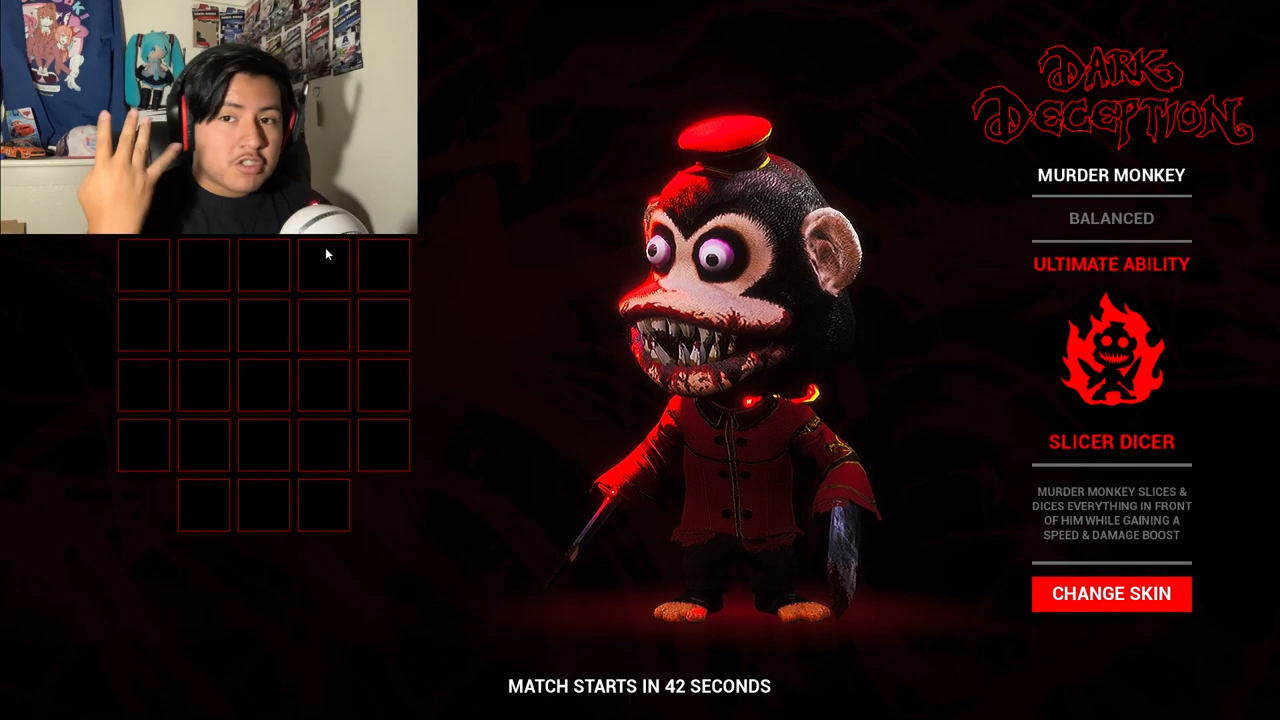 DARK
DECEPTION
MURDER MONKEY
BALANCED
ULTIMATE ABILITY
SLICER DICER
MURDER MONKEY SLICES &
DICES EVERYTHING IN FRONT
OF HIM WHILE GAINING A
SPEED & DAMAGE BOOST
CHANGE SKIN
MATCH STARTS IN 42 SECONDS